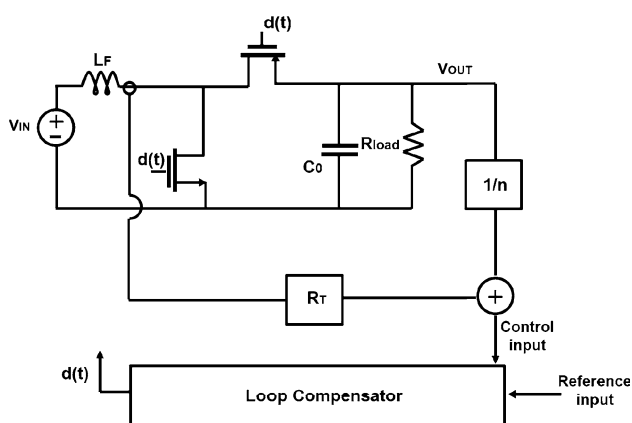 d(t)
LF
VOUT
VIN
+
−
d(t)
C0
Rload
1/n
RT
+
Control
input
d(t)
Loop Compensator
Reference
input